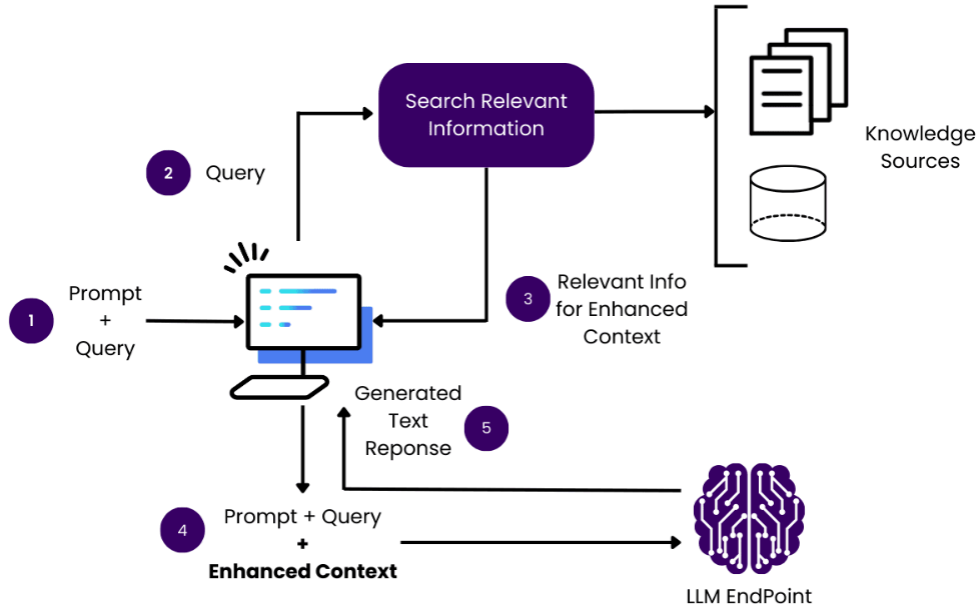 Search Relevant
Information
Knowledge
Sources
2
Query
1
Prompt
+
Query
3
Relevant Info
for Enhanced
Context
Generated
Text
Reponse
5
4
Prompt + Query
+
Enhanced Context
LLM EndPoint